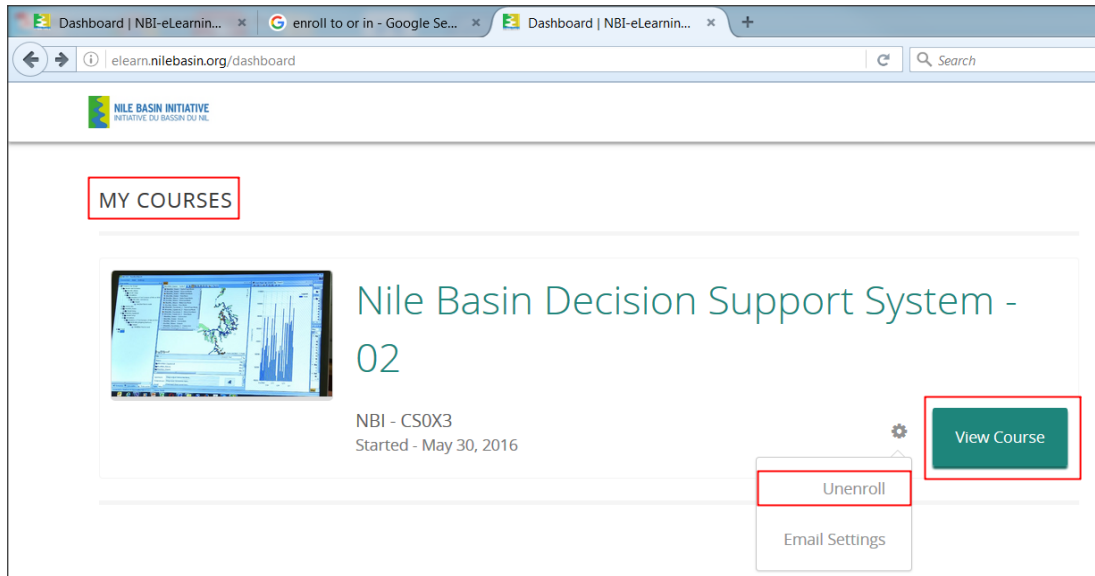 Dashboard | NBI-eLearnin... × enroll to or in - Google Se... × Dashboard | NBI-eLearnin... × +
elearn.nilebasin.org/dashboard Search
NILE BASIN INITIATIVE
INITIATIVE DU BASSIN DU NIL
MY COURSES
Nile Basin Decision Support System -
02
NBI - CS0X3
Started - May 30, 2016
View Course
Unenroll
Email Settings